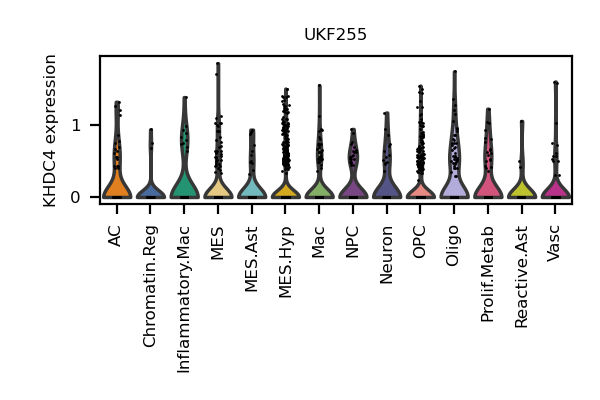 UKF255
KHDC4 expression
1
0
AC
Chromatin.Reg
Inflammatory.Mac
MES
MES.Ast
MES.Hyp
Mac
NPC
Neuron
OPC
Oligo
Prolif.Metab
Reactive.Ast
Vasc